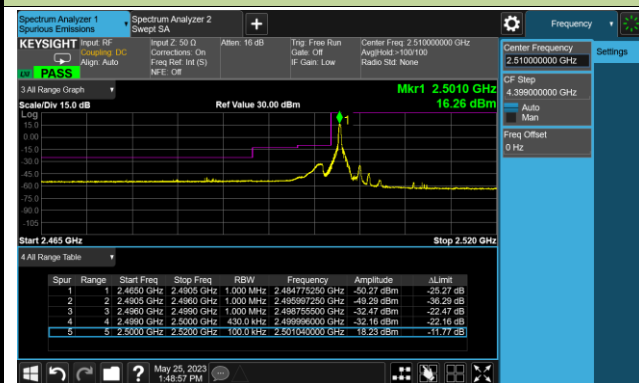 Spectrum Analyzer 1
Spurious Emissions
Spectrum Analyzer 2
Swept SA
+
Frequency
KEYSIGHT
Input: RF
Coupling: DC
Align: Auto
Input Z: 50 Ω
Corrections: On
Freq Ref: Int (S)
NFE: Off
Atten: 16 dB
Trig: Free Run
Gate: Off
IF Gain: Low
Center Freq: 2.510000000 GHz
Avg|Hold:>100/100
Radio Std: None
PASS
Center Frequency
2.510000000 GHz
Settings
CF Step
4.399000000 GHz
Auto
Man
Freq Offset
0 Hz
3 All Range Graph
Mkr1 2.5010 GHz
Scale/Div 15.0 dB
Ref Value 30.00 dBm
16.26 dBm
Log
15.0
0.00
-15.0
-30.0
-45.0
-60.0
-75.0
-90.0
-105
1
Start 2.465 GHz
Stop 2.520 GHz
4 All Range Table
Spur Range Start Freq Stop Freq RBW Frequency Amplitude ΔLimit
1 1 2.4650 GHz 2.4905 GHz 1.000 MHz 2.484775250 GHz -50.27 dBm -25.27 dB
2 2 2.4905 GHz 2.4960 GHz 1.000 MHz 2.495997250 GHz -49.29 dBm -36.29 dB
3 3 2.4960 GHz 2.4990 GHz 1.000 MHz 2.498755500 GHz -32.47 dBm -22.47 dB
4 4 2.4990 GHz 2.5000 GHz 430.0 kHz 2.499996000 GHz -32.16 dBm -22.16 dB
5 5 2.5000 GHz 2.5200 GHz 100.0 kHz 2.501040000 GHz 18.23 dBm -11.77 dB
May 25, 2023
1:48:57 PM